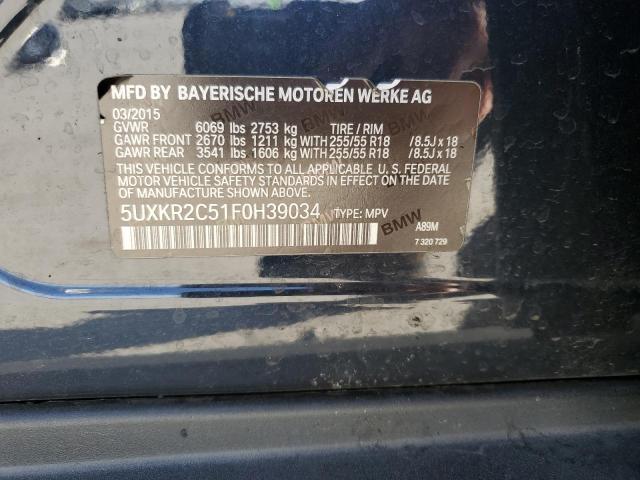 MFD BY BAYERISCHE MOTOREN WERKE AG
03/2015
GVWR 6069 lbs 2753 kg TIRE / RIM
GAWR FRONT 2670 lbs 1211 kg WITH 255/55 R18 / 8.5J x 18
GAWR REAR 3541 lbs 1606 kg WITH 255/55 R18 / 8.5J x 18
THIS VEHICLE CONFORMS TO ALL APPLICABLE U. S. FEDERAL
MOTOR VEHICLE SAFETY STANDARDS IN EFFECT ON THE DATE
OF MANUFACTURE SHOWN ABOVE.
5UXKR2C51F0H39034 TYPE: MPV
A89M
7 320 729
BMW
BMW
BMW
BMW